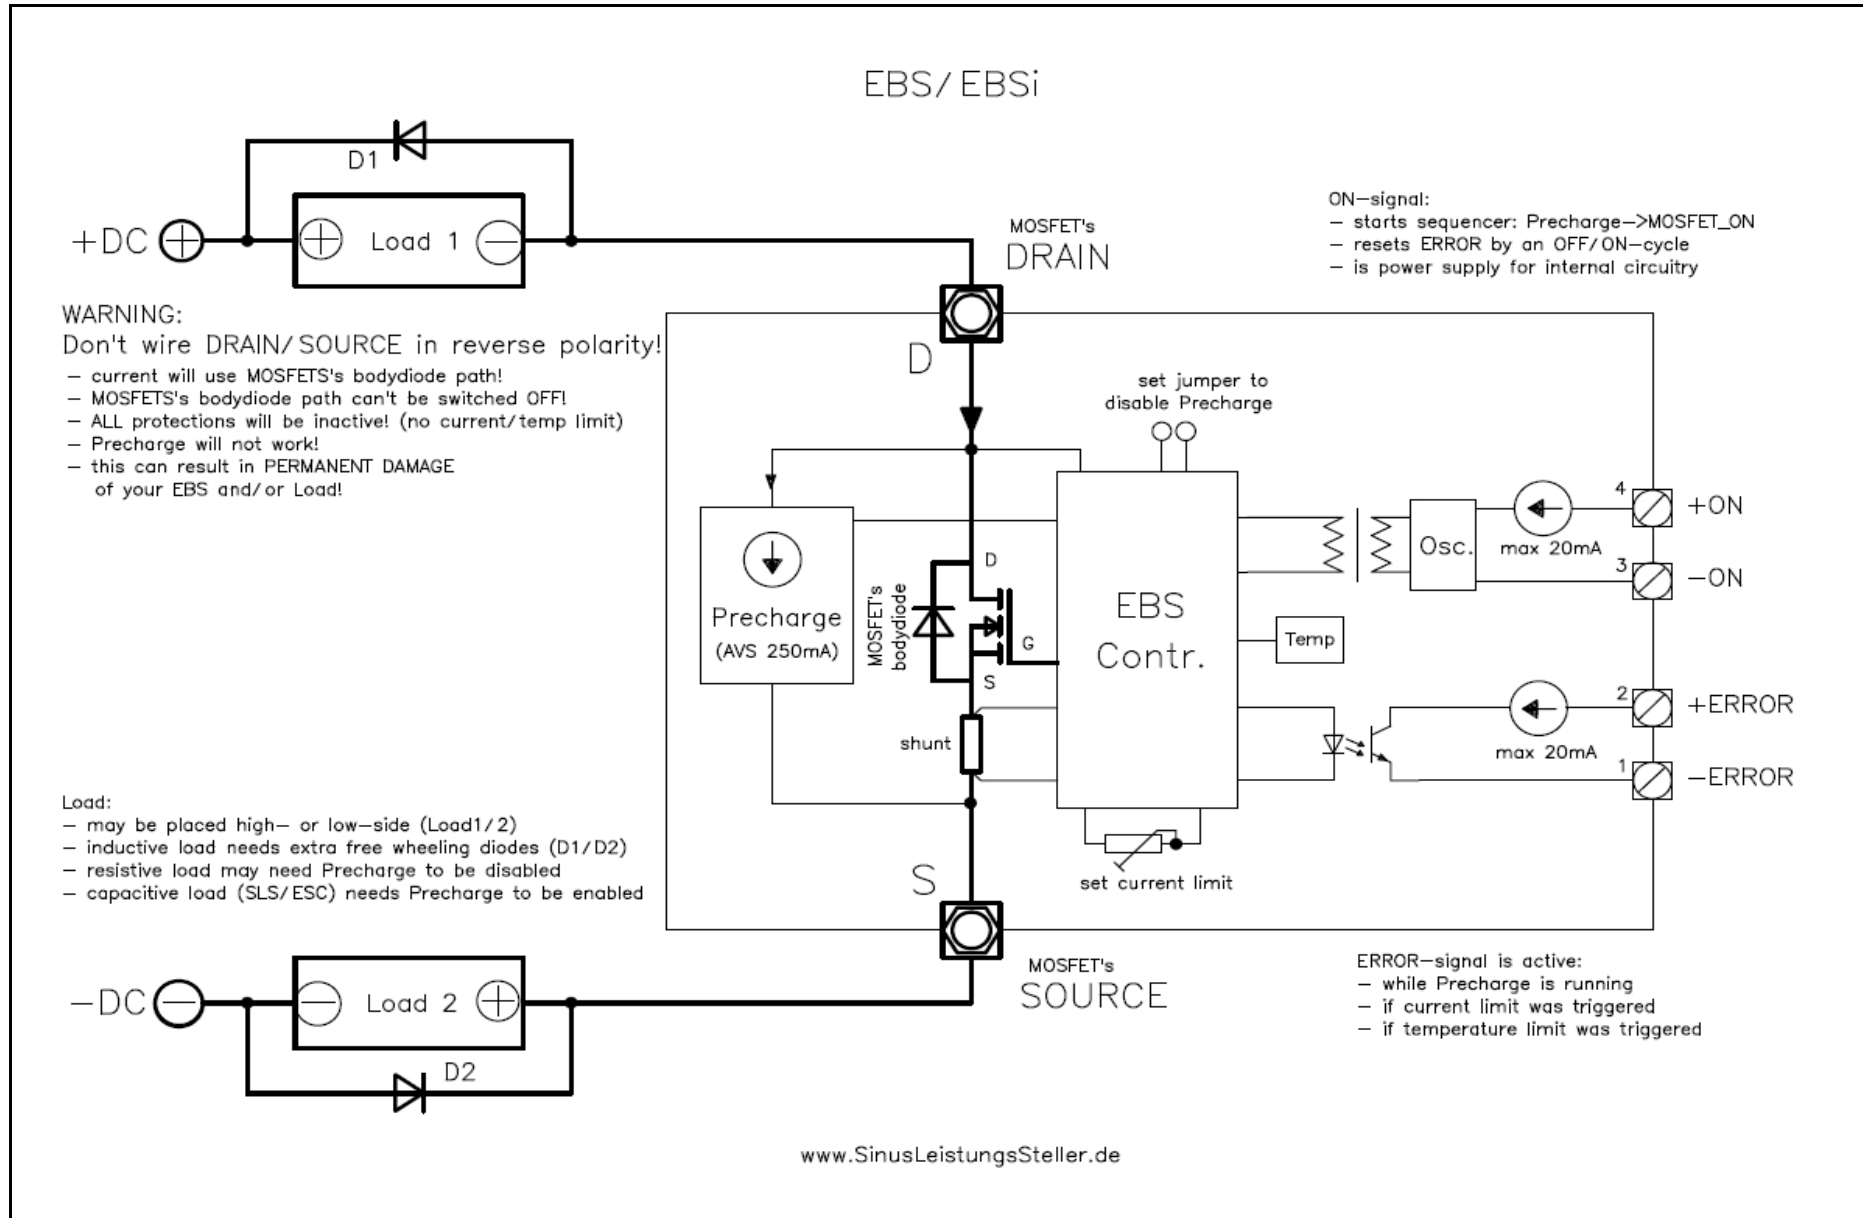 EBS/EBSi
D1
+DC
Load 1
MOSFET's
DRAIN
ON-signal:
- starts sequencer: Precharge->MOSFET_ON
- resets ERROR by an OFF/ON-cycle
- is power supply for internal circuitry
WARNING:
Don't wire DRAIN/SOURCE in reverse polarity!
- current will use MOSFETS's bodydiode path!
- MOSFETS's bodydiode path can't be switched OFF!
- ALL protections will be inactive! (no current/temp limit)
- Precharge will not work!
- this can result in PERMANENT DAMAGE
of your EBS and/or Load!
D
set jumper to
disable Precharge
4
+ON
max 20mA
Osc.
3
-ON
D
MOSFET's
bodydiode
G
S
Precharge
(AVS 250mA)
EBS
Contr.
Temp
2
+ERROR
max 20mA
1
-ERROR
shunt
set current limit
Load:
- may be placed high- or low-side (Load1/2)
- inductive load needs extra free wheeling diodes (D1/D2)
- resistive load may need Precharge to be disabled
- capacitive load (SLS/ESC) needs Precharge to be enabled
S
MOSFET's
SOURCE
-DC
Load 2
D2
ERROR-signal is active:
- while Precharge is running
- if current limit was triggered
- if temperature limit was triggered
www.SinusLeistungsSteller.de